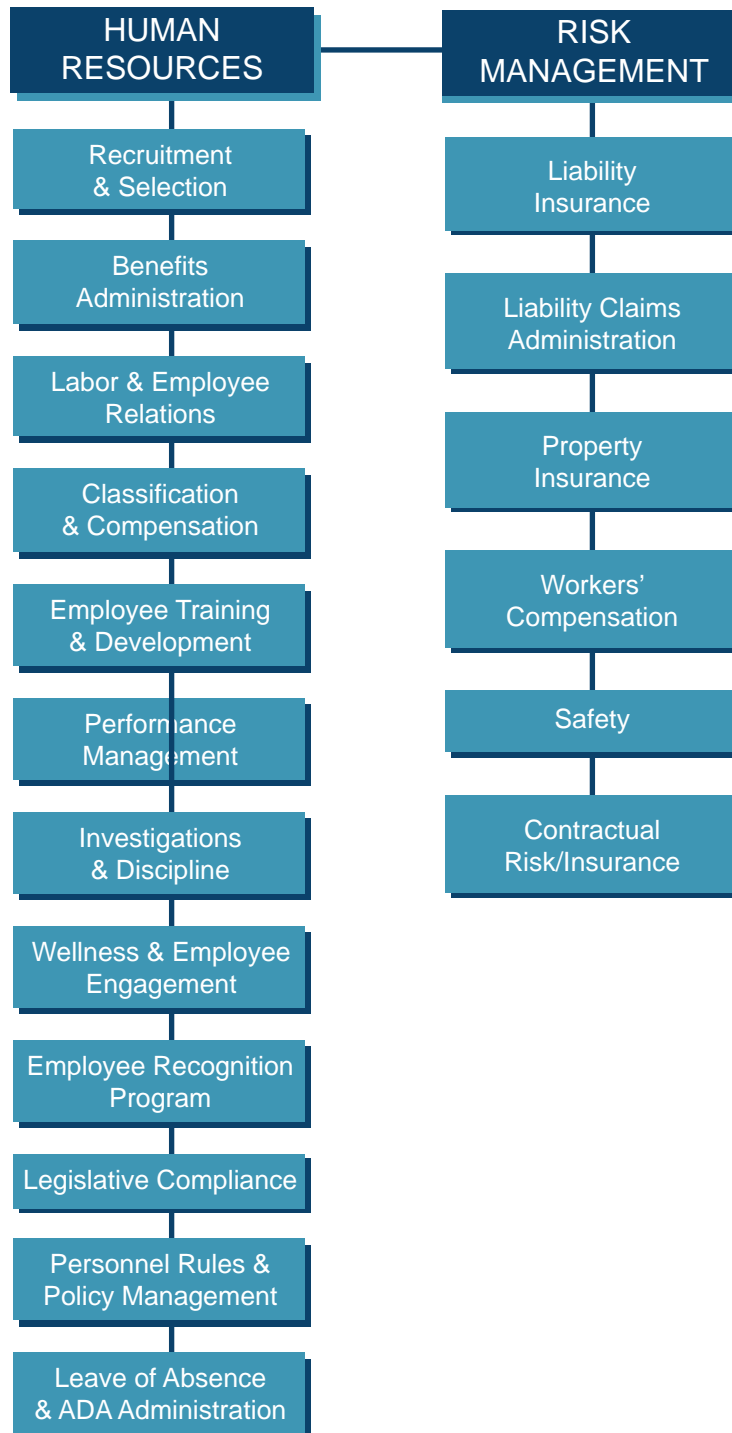 HUMAN
RESOURCES
Recruitment
& Selection
Benefits
Administration
Labor & Employee
Relations
Classification
& Compensation
Employee Training
& Development
Performance
Management
Investigations
& Discipline
Wellness & Employee
Engagement
Employee Recognition
Program
Legislative Compliance
Personnel Rules &
Policy Management
Leave of Absence
& ADA Administration
RISK
MANAGEMENT
Liability
Insurance
Liability Claims
Administration
Property
Insurance
Workers’
Compensation
Safety
Contractual
Risk/Insurance